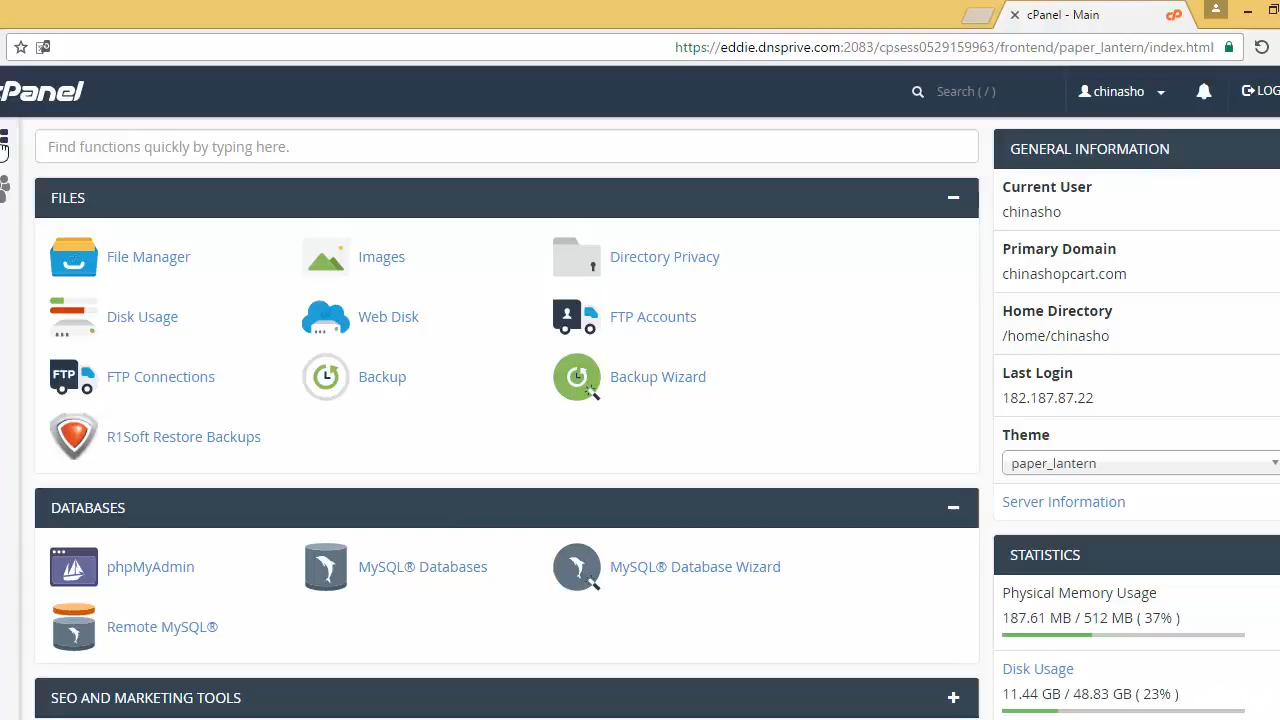 cPanel - Main
cP
https://eddie.dnsprive.com:2083/cpsess0529159963/frontend/paper_lantern/index.html
cPanel
Search ( / )
chinasho
LOG
Find functions quickly by typing here.
FILES
File Manager
Images
Directory Privacy
Disk Usage
Web Disk
FTP Accounts
FTP
FTP Connections
Backup
Backup Wizard
R1Soft Restore Backups
DATABASES
phpMyAdmin
MySQL® Databases
MySQL® Database Wizard
Remote MySQL®
SEO AND MARKETING TOOLS
GENERAL INFORMATION
Current User
chinasho
Primary Domain
chinashopcart.com
Home Directory
/home/chinasho
Last Login
182.187.87.22
Theme
paper_lantern
Server Information
STATISTICS
Physical Memory Usage
187.61 MB / 512 MB ( 37% )
Disk Usage
11.44 GB / 48.83 GB ( 23% )